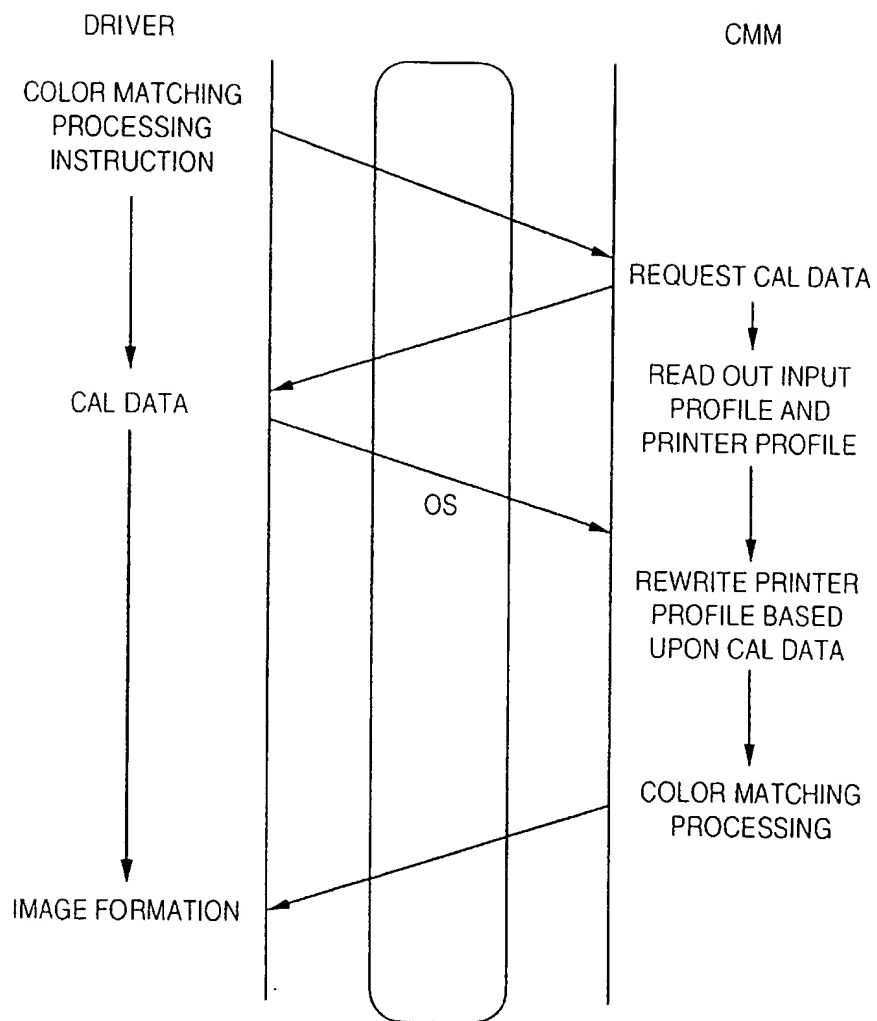 DRIVER
CMM
COLOR MATCHING
PROCESSING
INSTRUCTION
REQUEST CAL DATA
CAL DATA
READ OUT INPUT
PROFILE AND
PRINTER PROFILE
OS
REWRITE PRINTER
PROFILE BASED
UPON CAL DATA
COLOR MATCHING
PROCESSING
IMAGE FORMATION